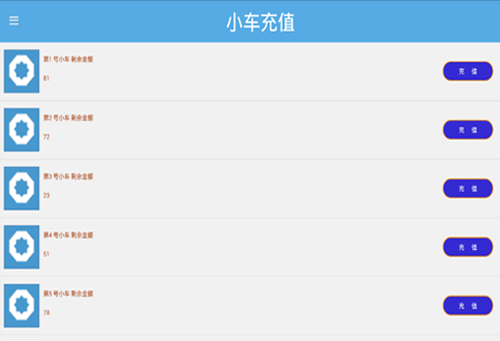 小车充值
第1 号小车 剩余金额
81
充 值
第2 号小车 剩余金额
72
充 值
第3 号小车 剩余金额
23
充 值
第4 号小车 剩余金额
51
充 值
第5 号小车 剩余金额
78
充 值